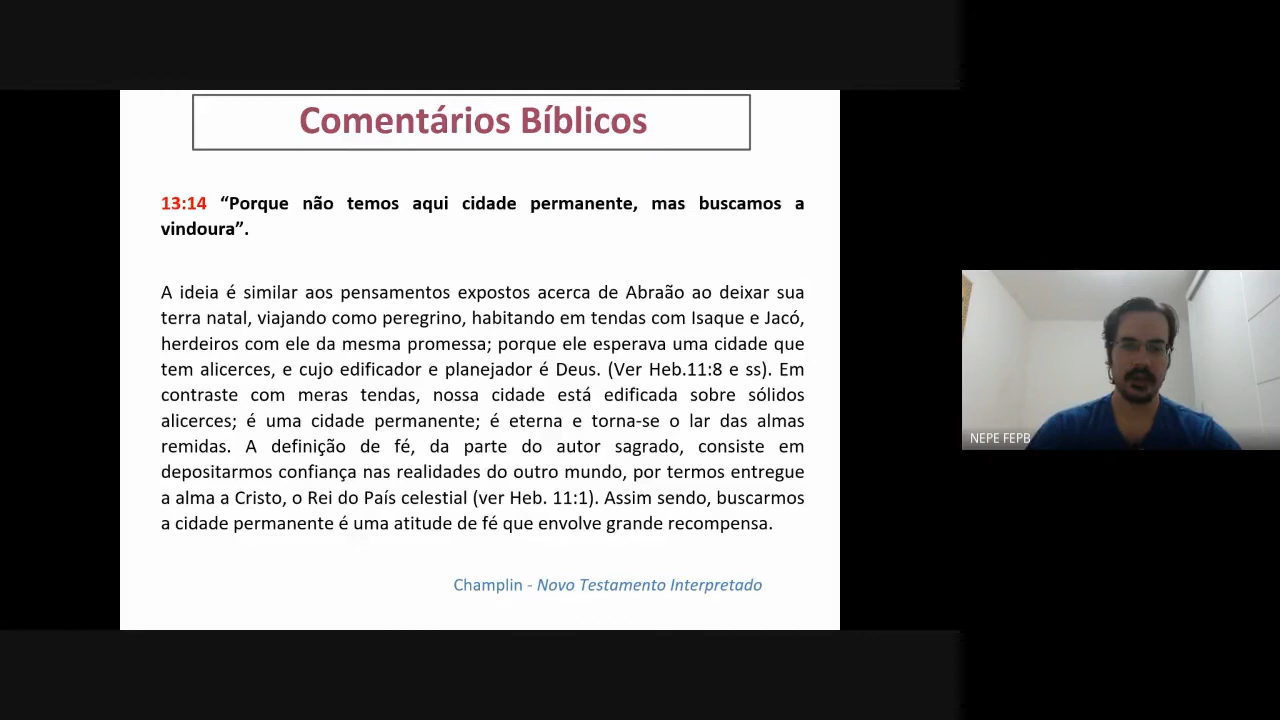 Comentários Bíblicos
13:14 “Porque não temos aqui cidade permanente, mas buscamos a
vindoura”.
A ideia é similar aos pensamentos expostos acerca de Abraão ao deixar sua
terra natal, viajando como peregrino, habitando em tendas com Isaque e Jacó,
herdeiros com ele da mesma promessa; porque ele esperava uma cidade que
tem alicerces, e cujo edificador e planejador é Deus. (Ver Heb.11:8 e ss). Em
contraste com meras tendas, nossa cidade está edificada sobre sólidos
alicerces; é uma cidade permanente; é eterna e torna-se o lar das almas
remidas. A definição de fé, da parte do autor sagrado, consiste em
depositarmos confiança nas realidades do outro mundo, por termos entregue
a alma a Cristo, o Rei do País celestial (ver Heb. 11:1). Assim sendo, buscarmos
a cidade permanente é uma atitude de fé que envolve grande recompensa.
Champlin - Novo Testamento Interpretado
NEPE FEPB